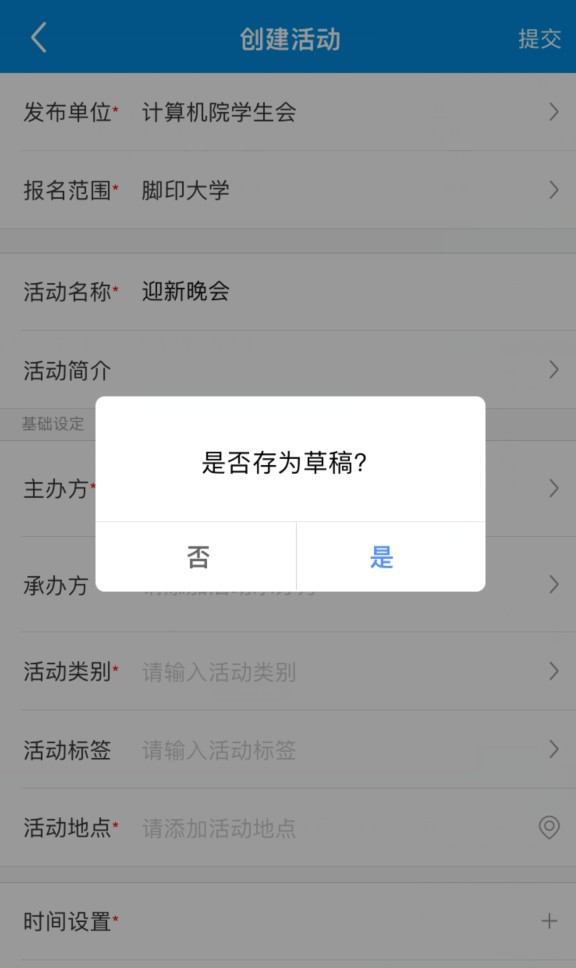 创建活动 提交
发布单位* 计算机院学生会
报名范围* 脚印大学
活动名称* 迎新晚会
活动简介
基础设定
是否存为草稿?
主办方*
否 是
承办方
活动类别* 请输入活动类别
活动标签 请输入活动标签
活动地点* 请添加活动地点
时间设置*